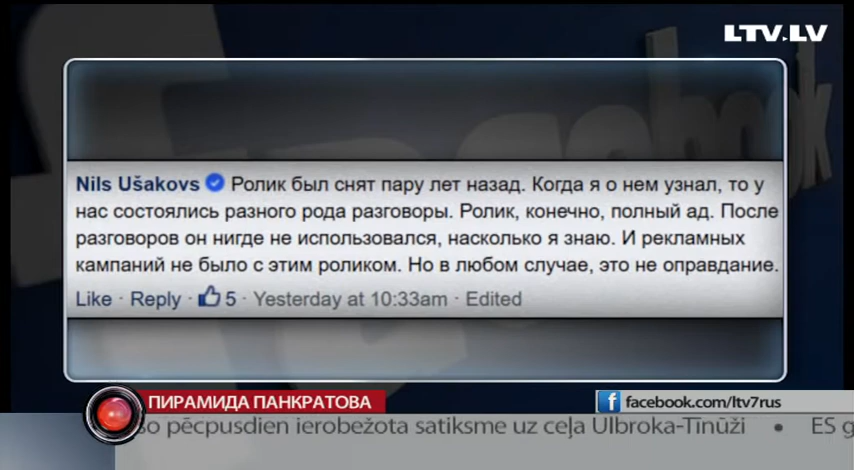 LTV.LV
Nils Ušakovs Ролик был снят пару лет назад. Когда я о нем узнал, то у
нас состоялись разного рода разговоры. Ролик, конечно, полный ад. После
разговоров он нигде не использовался, насколько я знаю. И рекламных
кампаний не было с этим роликом. Но в любом случае, это не оправдание.
Like · Reply · 5 · Yesterday at 10:33am · Edited
ПИРАМИДА ПАНКРАТОВА
facebook.com/ltv7rus
šo pēcpusdien ierobežota satiksme uz ceļa Ulbroka-Tīnūži • ES